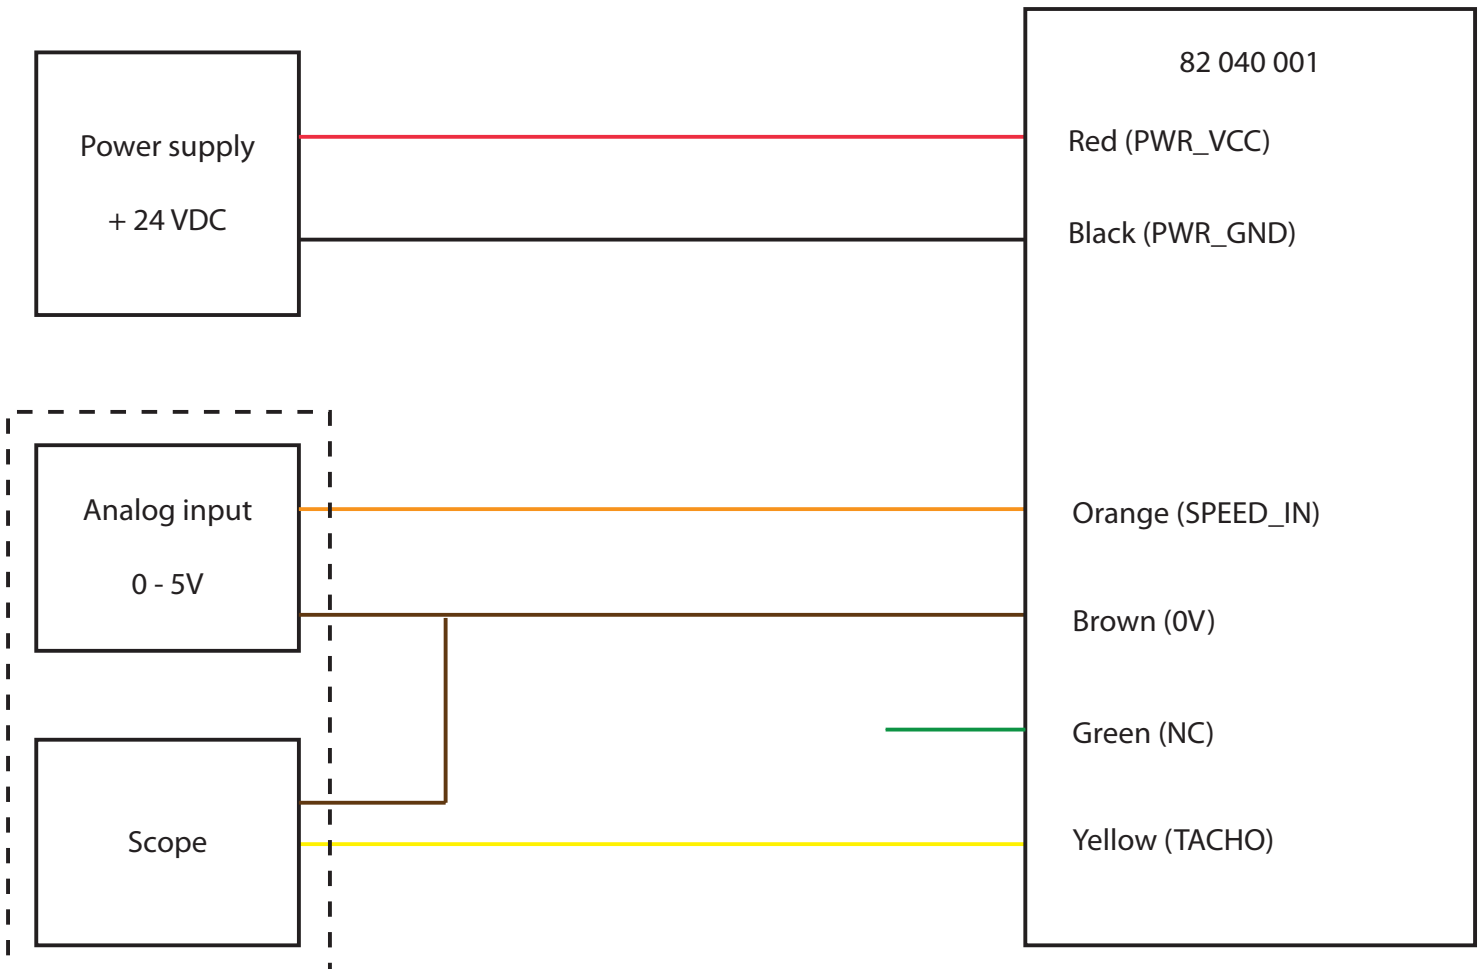 82 040 001
Power supply
+ 24 VDC
Red (PWR_VCC)
Black (PWR_GND)
Analog input
0 - 5V
Orange (SPEED_IN)
Brown (0V)
Green (NC)
Scope
Yellow (TACHO)